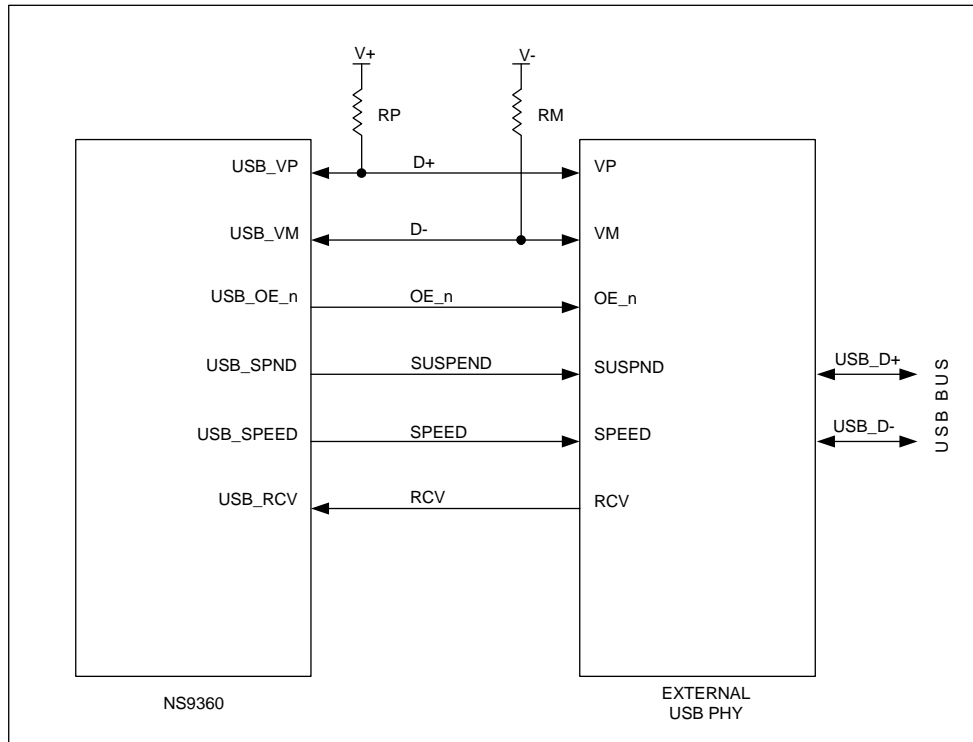 V+
V-
RP
RM
USB_VP
D+
VP
USB_VM
D-
VM
USB_OE_n
OE_n
OE_n
USB_SPND
SUSPEND
SUSPND
USB_D+
USB_SPEED
SPEED
SPEED
USB_D-
USB BUS
USB_RCV
RCV
RCV
NS9360
EXTERNAL
USB PHY